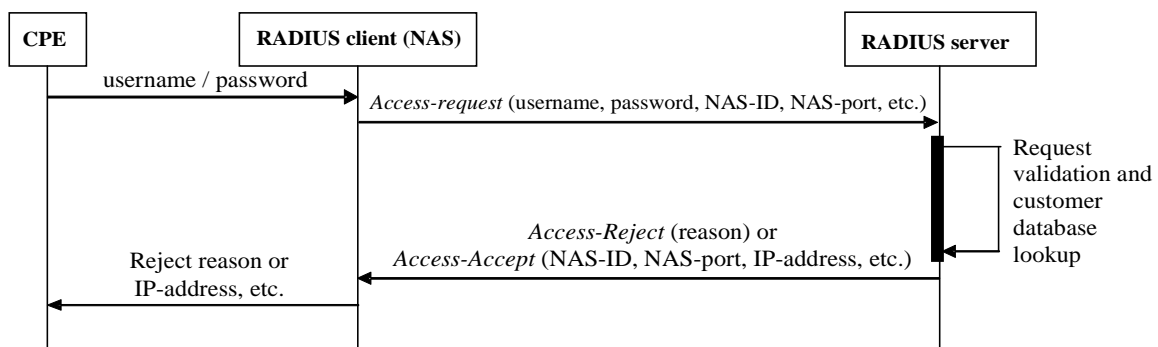 CPE
RADIUS client (NAS)
RADIUS server
username / password
Access-request (username, password, NAS-ID, NAS-port, etc.)
Request
validation and
customer
database
lookup
Access-Reject (reason) or
Access-Accept (NAS-ID, NAS-port, IP-address, etc.)
Reject reason or
IP-address, etc.